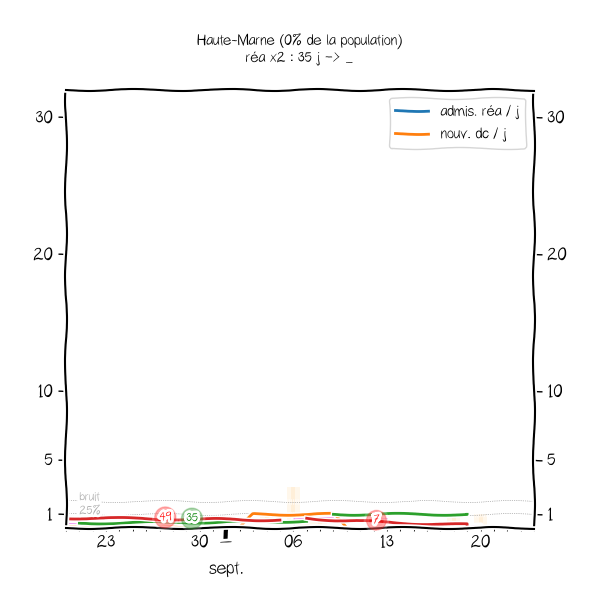 Haute-Marne (0% de la population)
réa x2 : 35 j -> _
admis. réa / j
nouv. dc / j
30 30
20 20
10 10
5 5
bruit
25%
1 1
49 35 7
23 30 1 06 13 20
sept.